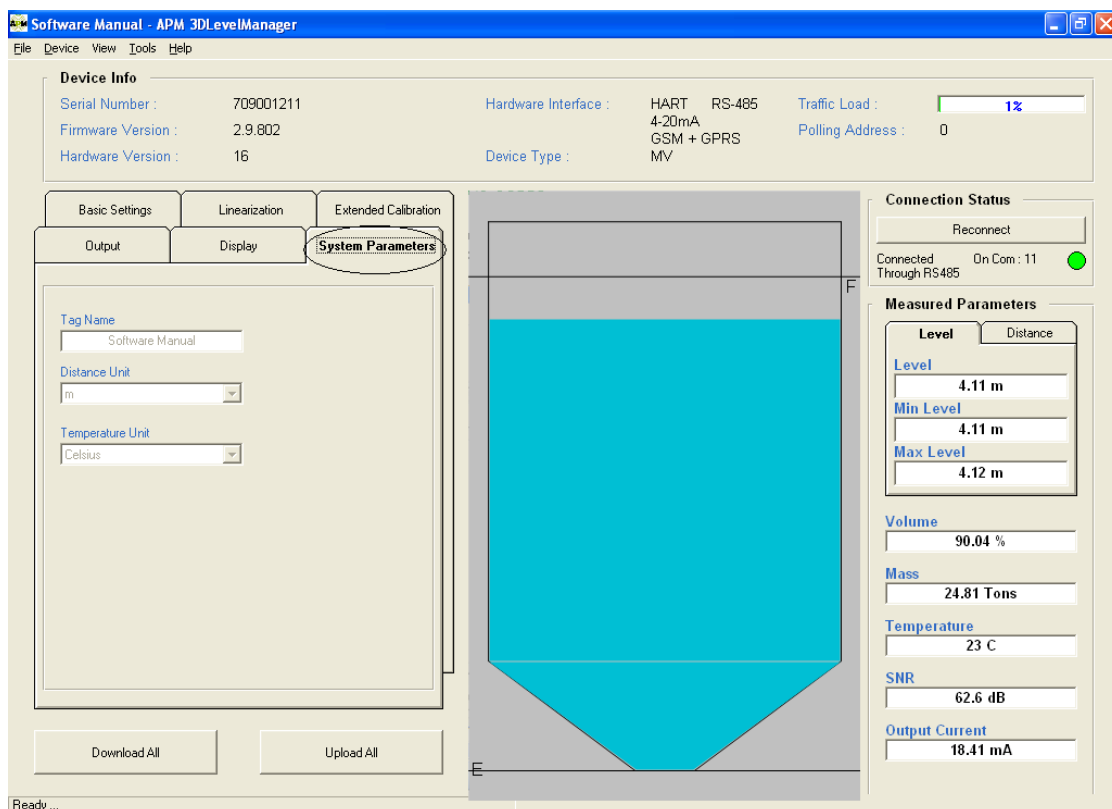 Software Manual - APM 3DLevelManager
File Device View Tools Help
Device Info
Serial Number : 709001211
Firmware Version : 2.9.802
Hardware Version : 16
Hardware Interface : HART RS-485
4-20mA
GSM + GPRS
Device Type : MV
Traffic Load : 1%
Polling Address : 0
Basic Settings Linearization Extended Calibration
Output Display System Parameters
Tag Name
Software Manual
Distance Unit
m
Temperature Unit
Celsius
Download All Upload All
F
E
Connection Status
Reconnect
Connected On Com : 11
Through RS485
Measured Parameters
Level Distance
Level
4.11 m
Min Level
4.11 m
Max Level
4.12 m
Volume
90.04 %
Mass
24.81 Tons
Temperature
23 C
SNR
62.6 dB
Output Current
18.41 mA
Ready ...